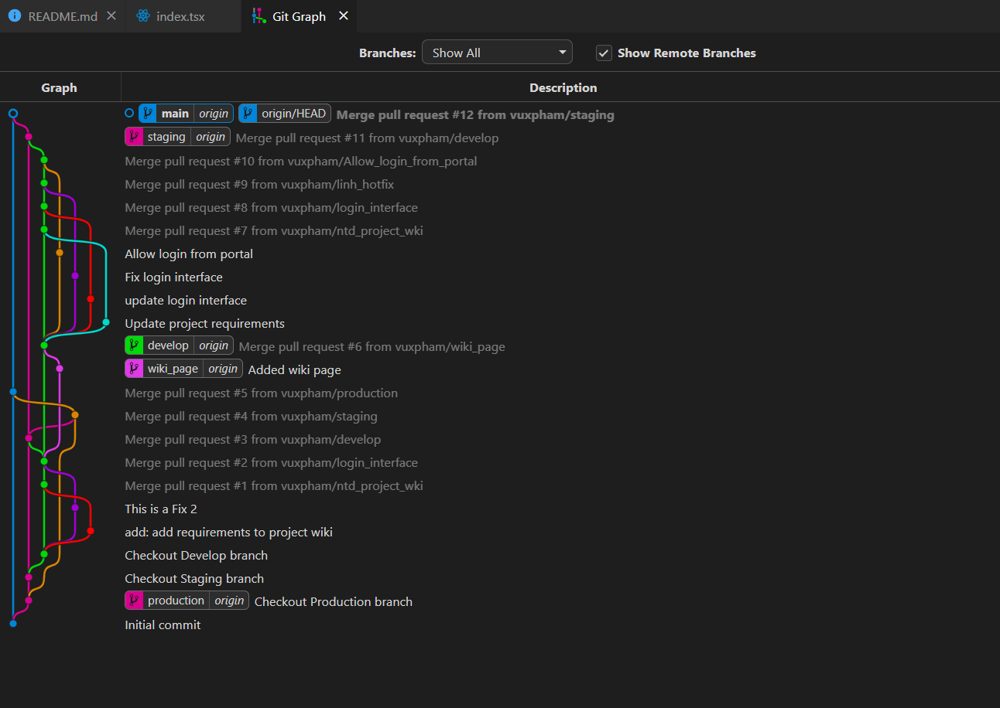 README.md index.tsx Git Graph
Branches: Show All Show Remote Branches
Graph Description
main origin origin/HEAD Merge pull request #12 from vuxpham/staging
staging origin Merge pull request #11 from vuxpham/develop
Merge pull request #10 from vuxpham/Allow_login_from_portal
Merge pull request #9 from vuxpham/linh_hotfix
Merge pull request #8 from vuxpham/login_interface
Merge pull request #7 from vuxpham/ntd_project_wki
Allow login from portal
Fix login interface
update login interface
Update project requirements
develop origin Merge pull request #6 from vuxpham/wiki_page
wiki_page origin Added wiki page
Merge pull request #5 from vuxpham/production
Merge pull request #4 from vuxpham/staging
Merge pull request #3 from vuxpham/develop
Merge pull request #2 from vuxpham/login_interface
Merge pull request #1 from vuxpham/ntd_project_wki
This is a Fix 2
add: add requirements to project wiki
Checkout Develop branch
Checkout Staging branch
production origin Checkout Production branch
Initial commit